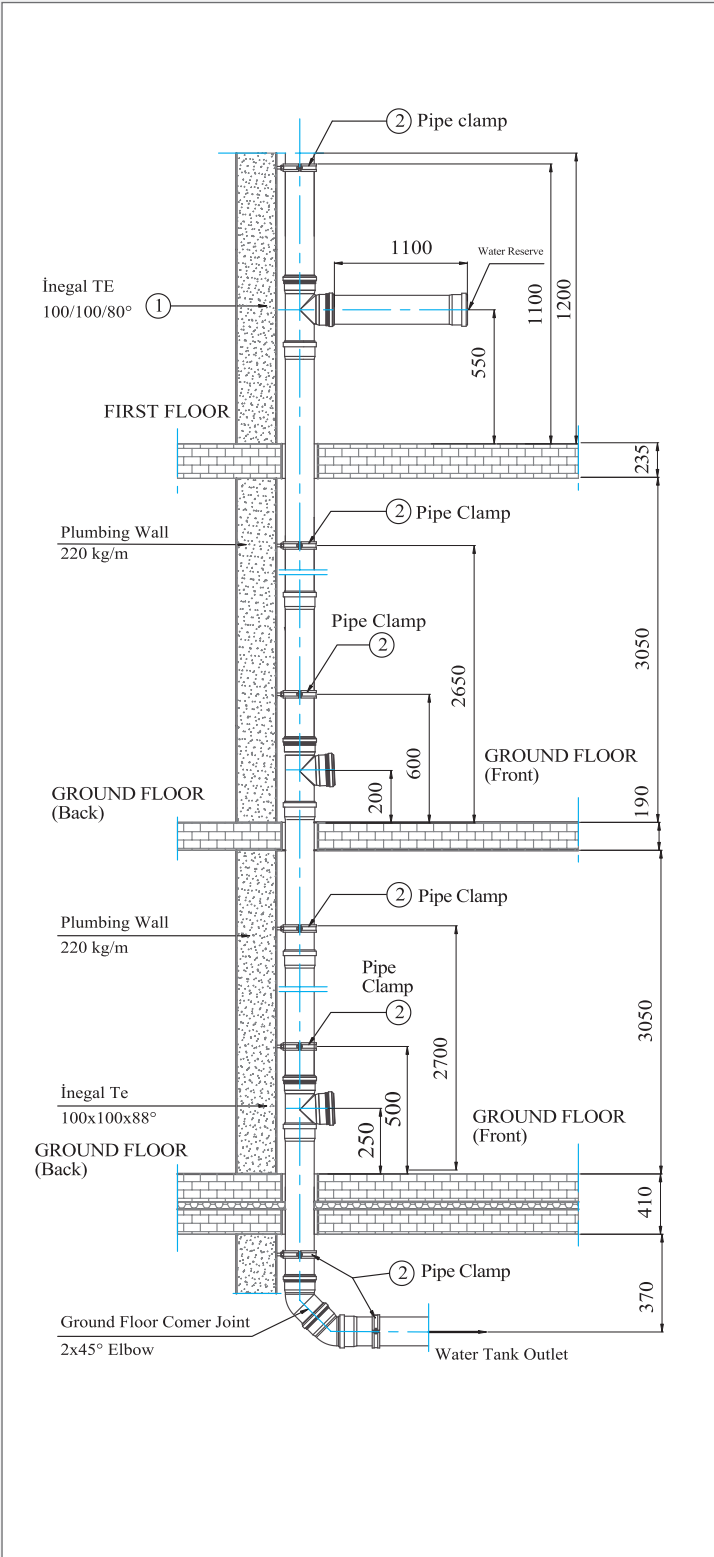 2 Pipe clamp
1100
Water Reserve
İnegal TE
100/100/80° 1
1100
1200
550
FIRST FLOOR
235
2 Pipe Clamp
Plumbing Wall
220 kg/m
Pipe Clamp
2
3050
2650
600
200
GROUND FLOOR
(Front)
GROUND FLOOR
(Back)
190
2 Pipe Clamp
Plumbing Wall
220 kg/m
Pipe
Clamp
2
3050
2700
500
250
İnegal Te
100x100x88°
GROUND FLOOR
(Front)
GROUND FLOOR
(Back)
410
2 Pipe Clamp
370
Ground Floor Comer Joint
2x45° Elbow
Water Tank Outlet